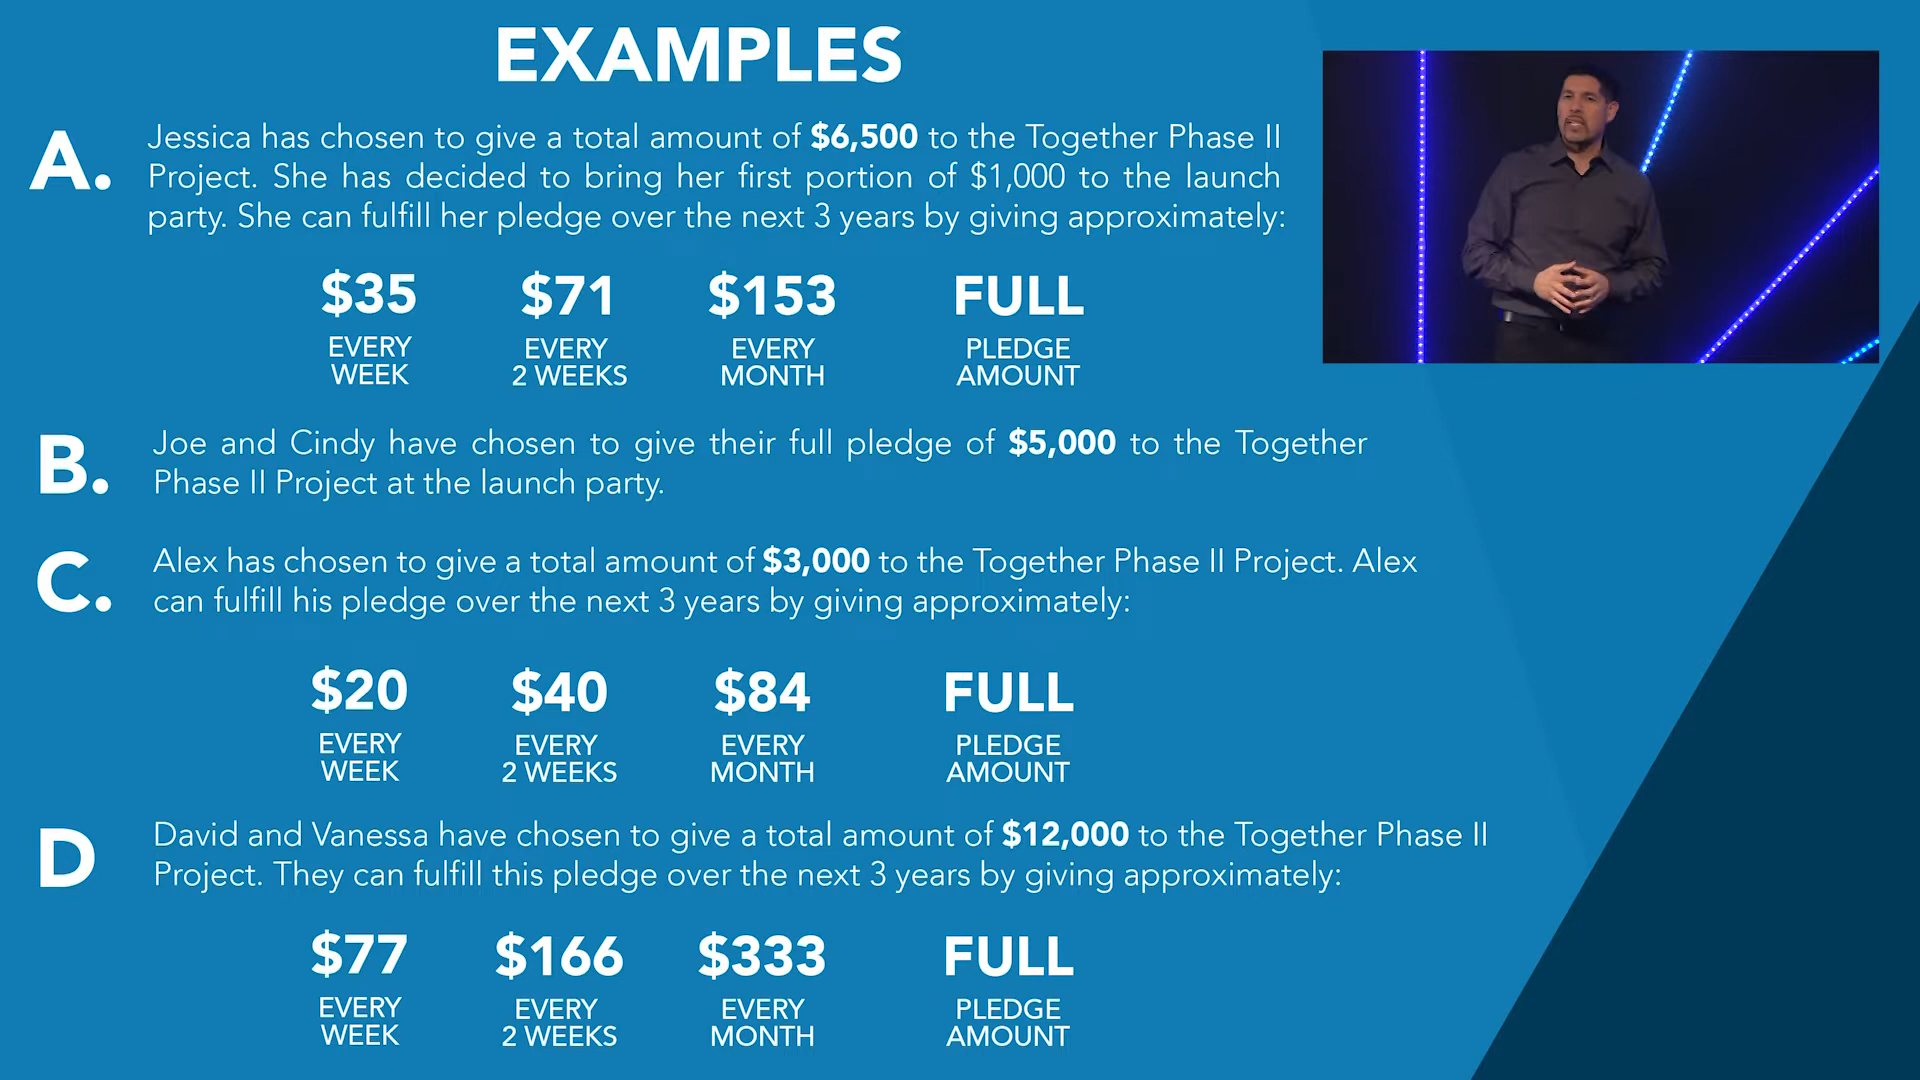 EXAMPLES
A. Jessica has chosen to give a total amount of $6,500 to the Together Phase II
Project. She has decided to bring her first portion of $1,000 to the launch
party. She can fulfill her pledge over the next 3 years by giving approximately:
$35 $71 $153 FULL
EVERY EVERY EVERY PLEDGE
WEEK 2 WEEKS MONTH AMOUNT
B. Joe and Cindy have chosen to give their full pledge of $5,000 to the Together
Phase II Project at the launch party.
C. Alex has chosen to give a total amount of $3,000 to the Together Phase II Project. Alex
can fulfill his pledge over the next 3 years by giving approximately:
$20 $40 $84 FULL
EVERY EVERY EVERY PLEDGE
WEEK 2 WEEKS MONTH AMOUNT
D David and Vanessa have chosen to give a total amount of $12,000 to the Together Phase II
Project. They can fulfill this pledge over the next 3 years by giving approximately:
$77 $166 $333 FULL
EVERY EVERY EVERY PLEDGE
WEEK 2 WEEKS MONTH AMOUNT